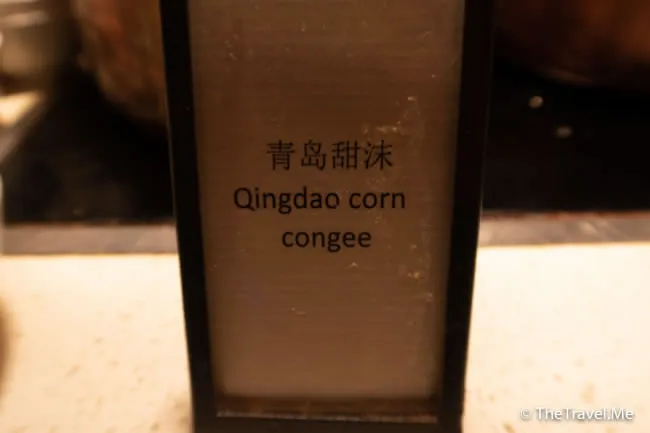 青岛甜沫
Qingdao corn
congee
© TheTravel.Me